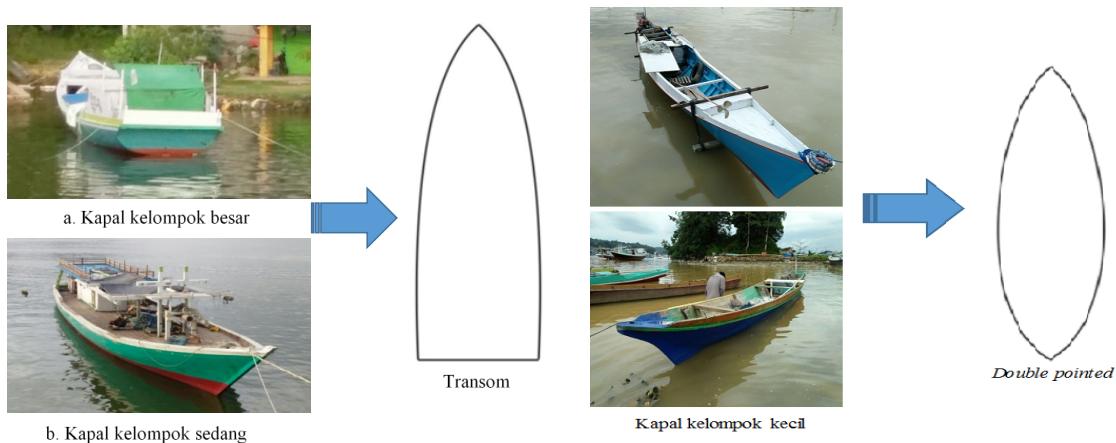 a. Kapal kelompok besar
b. Kapal kelompok sedang
Transom
Kapal kelompok kecil
Double pointed